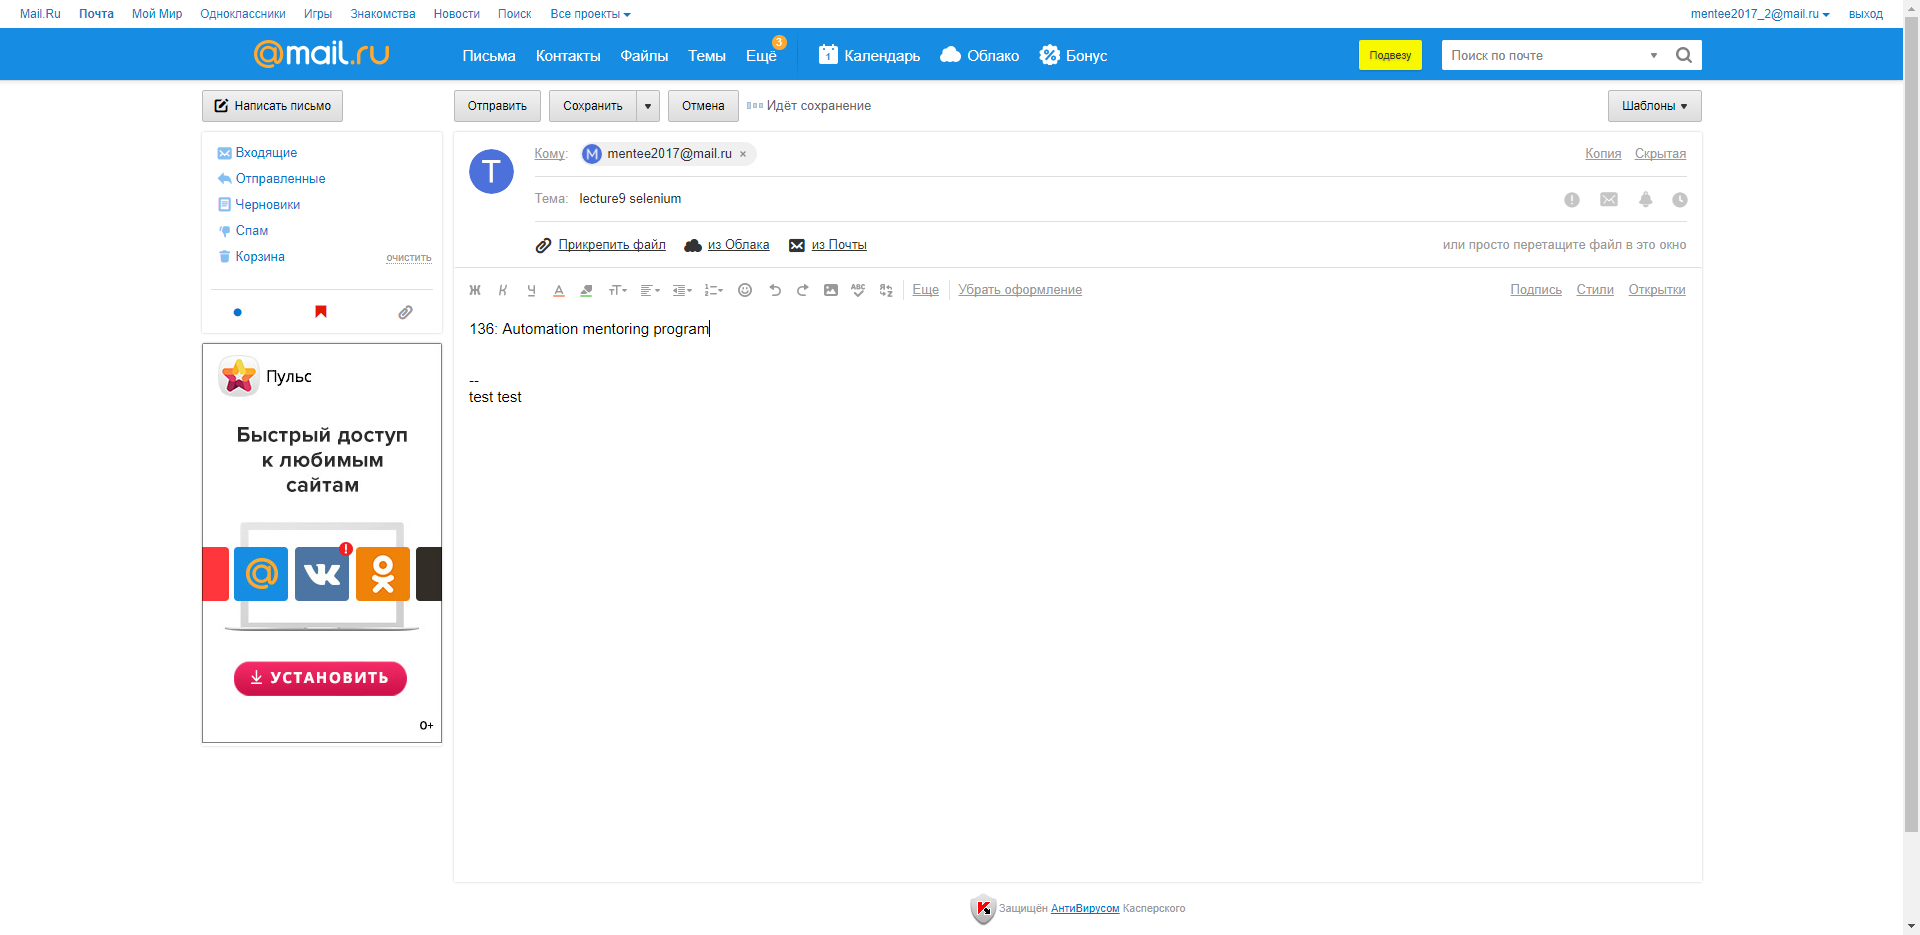 Mail.Ru Почта Мой Мир Одноклассники Игры Знакомства Новости Поиск Все проекты mentee2017_2@mail.ru выход
@mail.ru Письма Контакты Файлы Темы Ещё 3 1 Календарь Облако Бонус Подвезу Поиск по почте
Написать письмо Отправить Сохранить Отмена Идёт сохранение Шаблоны
Входящие
Отправленные
Черновики
Спам
Корзина очистить
T Кому: M mentee2017@mail.ru × Копия Скрытая
Тема: lecture9 selenium
Прикрепить файл из Облака из Почты или просто перетащите файл в это окно
Ж К Ч А тТ ABC Еще Убрать оформление Подпись Стили Открытки
136: Automation mentoring program
--
test test
Пульс
Быстрый доступ
к любимым
сайтам
@ VK !
УСТАНОВИТЬ
0+
Защищён АнтиВирусом Касперского